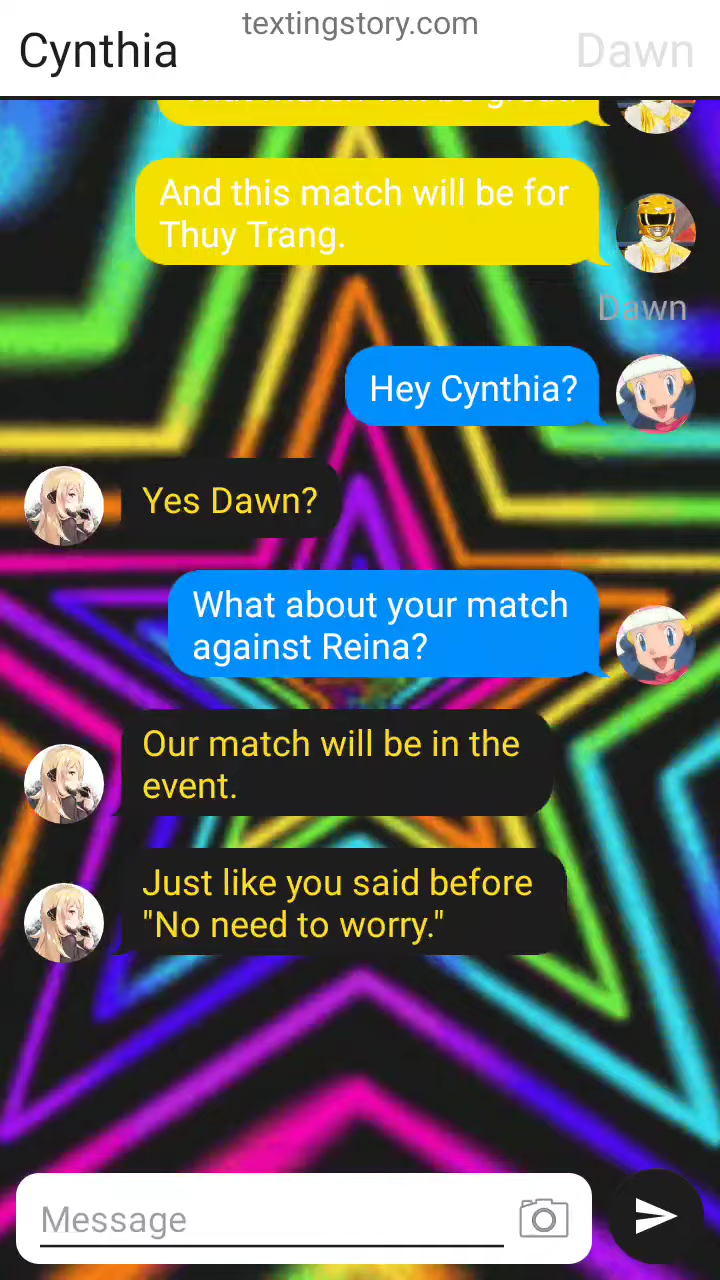 textingstory.com
Cynthia
Dawn
And this match will be for
Thuy Trang.
Dawn
Hey Cynthia?
Yes Dawn?
What about your match
against Reina?
Our match will be in the
event.
Just like you said before
"No need to worry."
Message